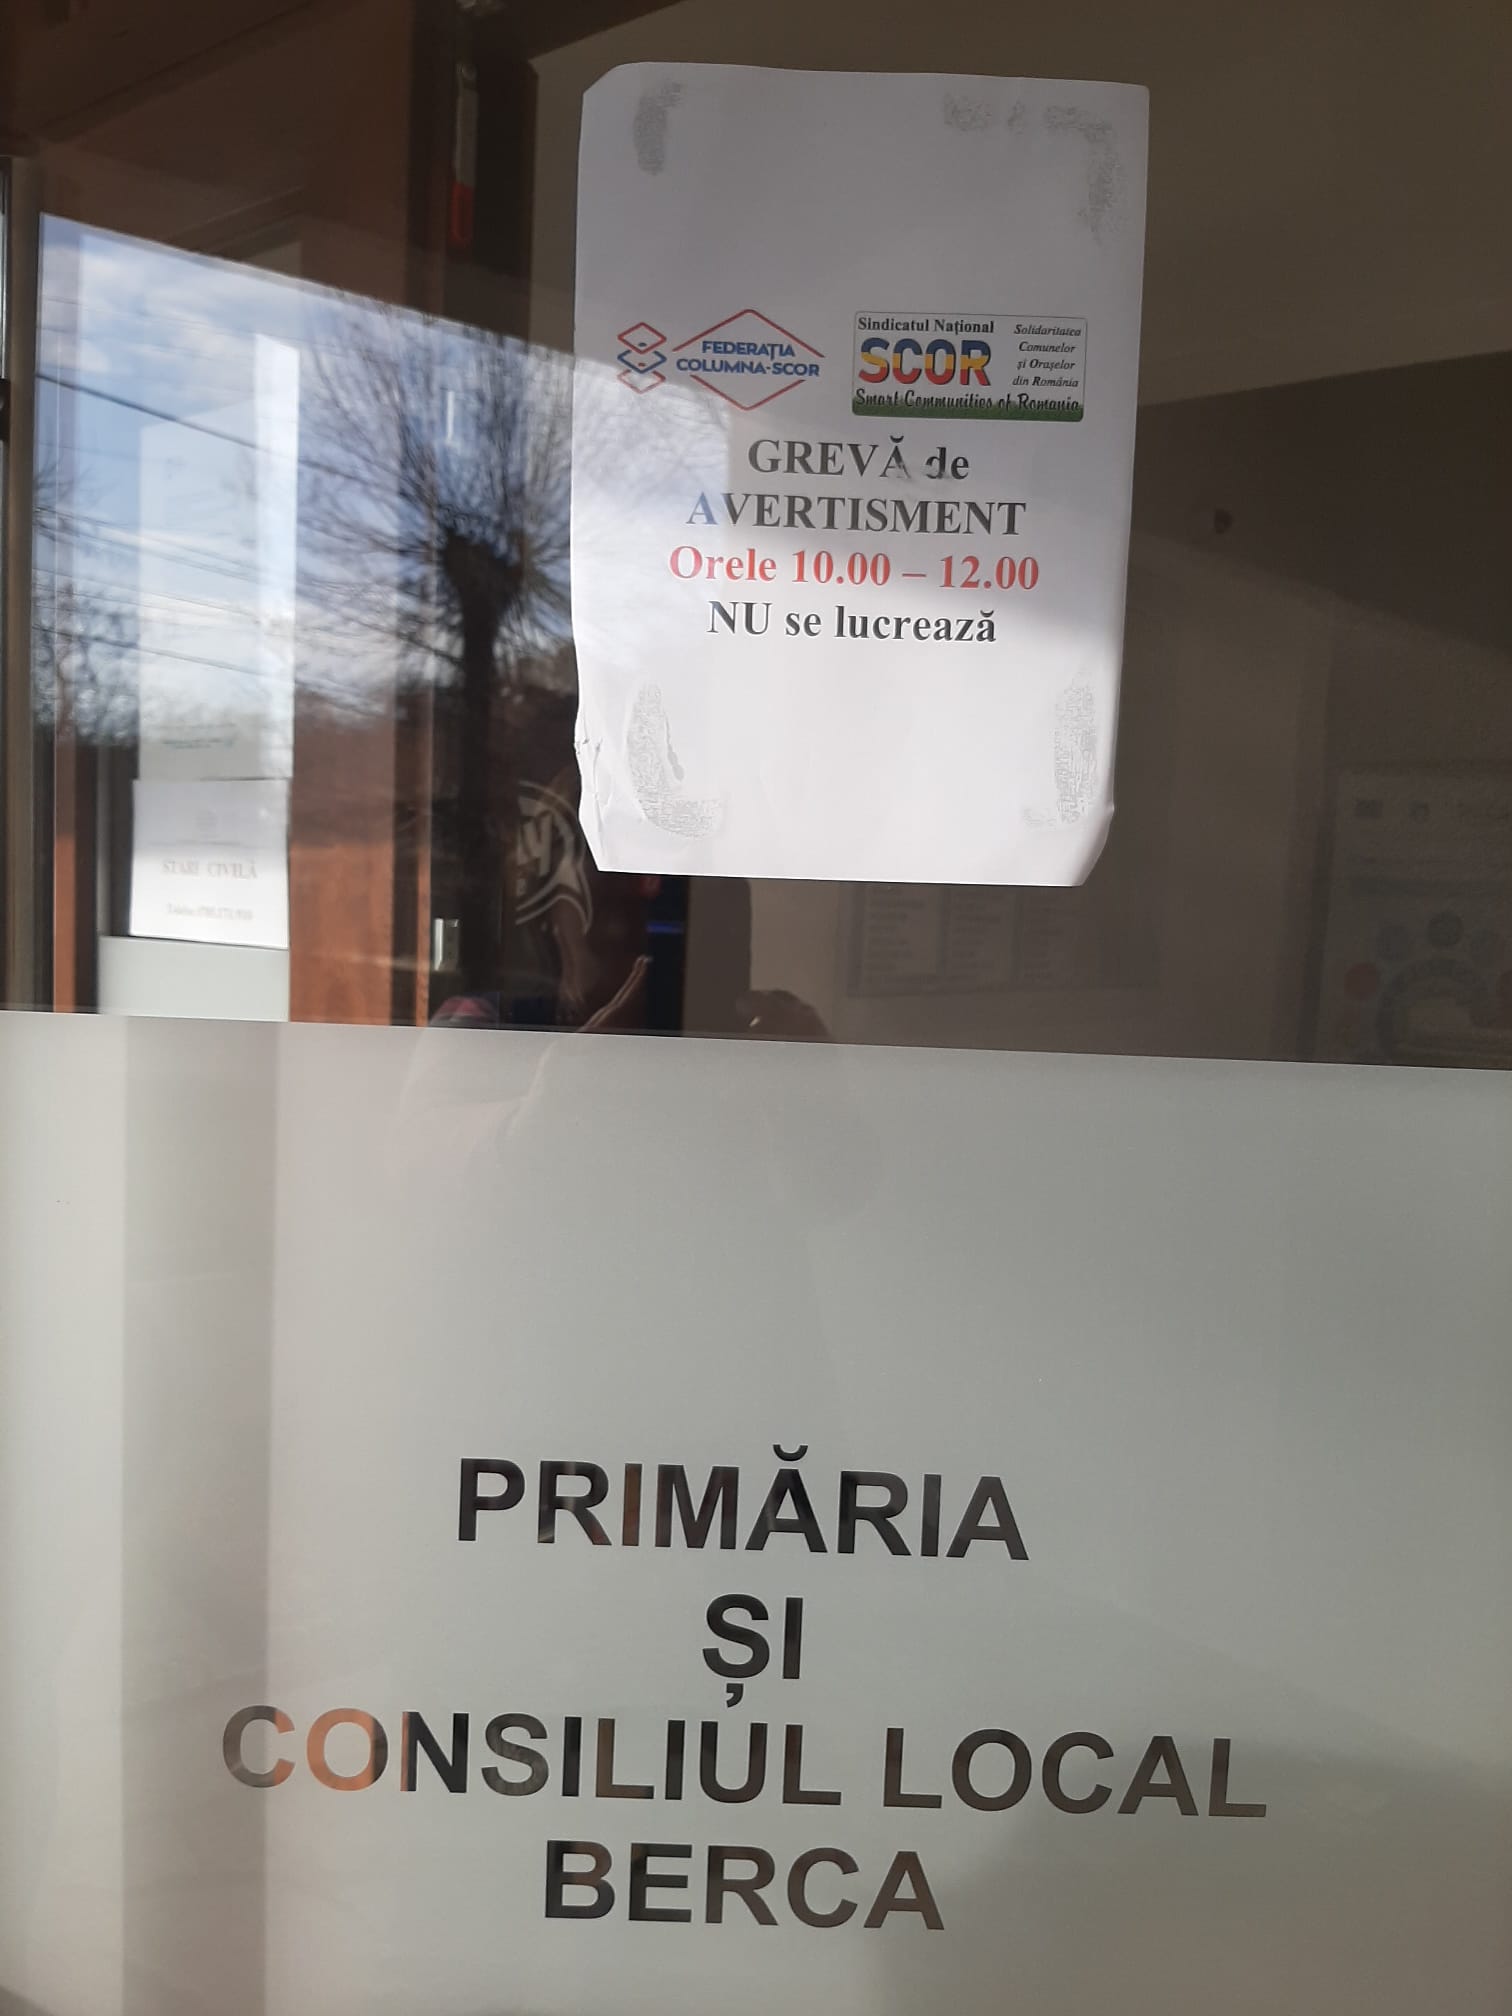 FEDERAȚIA
COLUMNA-SCOR
Sindicatul Național
SCOR
Solidaritatea
Comunelor
și Orașelor
din România
Smart Communities of Romania
GREVĂ de
AVERTISMENT
Orele 10.00 – 12.00
NU se lucrează
STARE CIVILĂ
PRIMĂRIA
ȘI
CONSILIUL LOCAL
BERCA